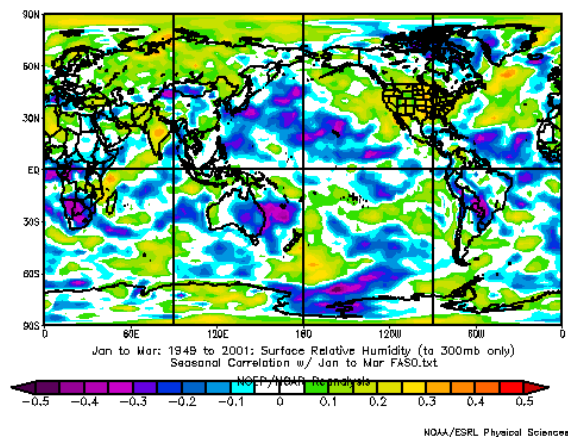 90N
60N
30N
EQ
30S
60S
90S
0 60E 120E 180 120W 60W 0
Jan to Mar: 1949 to 2001: Surface Relative Humidity (to 300mb only)
Seasonal Correlation w/ Jan to Mar FASO.txt
NCEP/NCAR Reanalysis
-0.5 -0.4 -0.3 -0.2 -0.1 0 0.1 0.2 0.3 0.4 0.5
NOAA/ESRL Physical Sciences